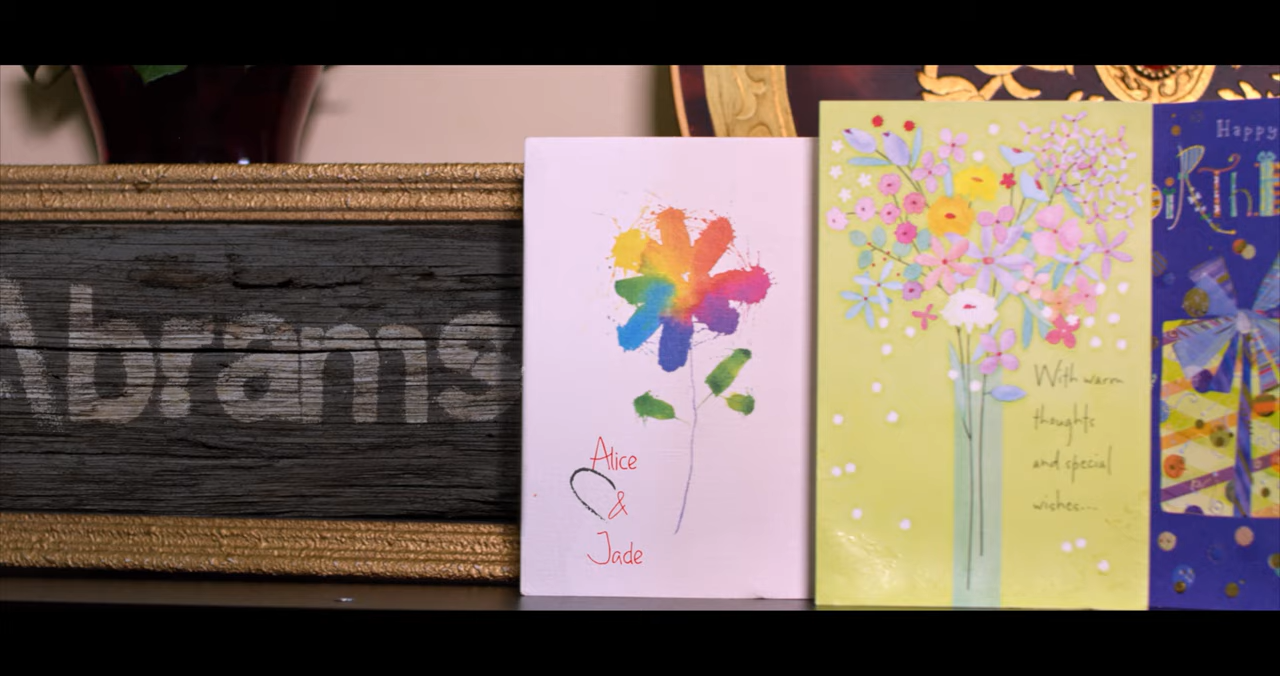 Abrams
Alice
&
Jade
With warm
thoughts
and special
wishes...
Happy